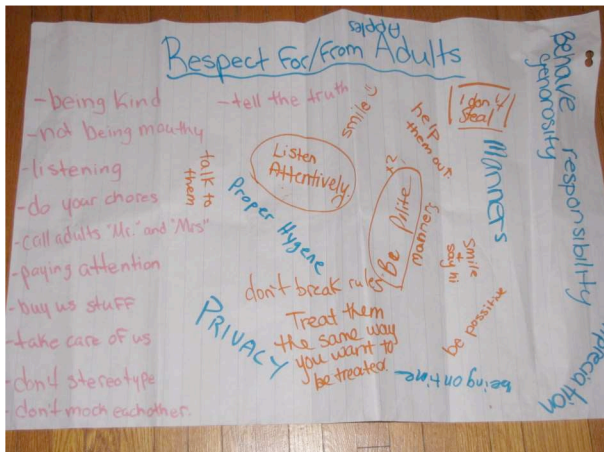 Apples
Respect For/From Adults
-being kind
-not being mouthy
-listening
-do your chores
-call adults "Mr." and "Mrs"
-paying attention
-buy us stuff
-take care of us
-don't stereotype
-don't mock eachother.
-tell the truth
talk to
them
smile
Listen
Attentively
Proper Hygene
help
them out
I don't
steal
Manners
Be Plite
manners
smile
+
say hi
don't break rules
PRIVACY
Treat them
the same way
you want to
be treated
be possitive
being on time
Behave responsibility
generosity